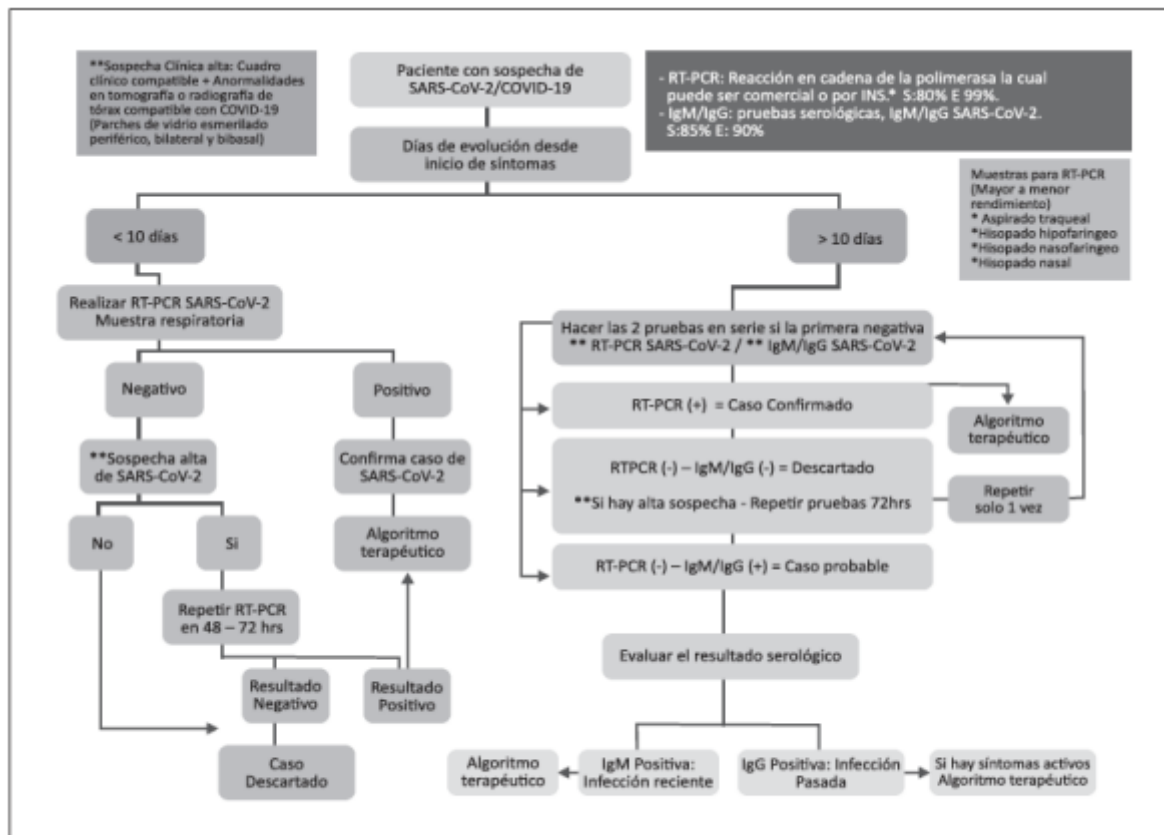 **Sospecha Clínica alta: Cuadro
clínico compatible + Anormalidades
en tomografía o radiografía de
tórax compatible con COVID-19
(Parches de vidrio esmerilado
periférico, bilateral y bibasal)
Paciente con sospecha de
SARS-CoV-2/COVID-19
- RT-PCR: Reacción en cadena de la polimerasa la cual
puede ser comercial o por INS.* S:80% E 99%.
- IgM/IgG: pruebas serológicas, IgM/IgG SARS-CoV-2.
S:85% E: 90%
Días de evolución desde
inicio de síntomas
Muestras para RT-PCR
(Mayor a menor
rendimiento)
* Aspirado traqueal
*Hisopado hipofaringeo
*Hisopado nasofaringeo
*Hisopado nasal
< 10 días
> 10 días
Realizar RT-PCR SARS-CoV-2
Muestra respiratoria
Negativo
Positivo
**Sospecha alta
de SARS-CoV-2
Confirma caso de
SARS-CoV-2
No
Si
Algoritmo
terapéutico
Repetir RT-PCR
en 48 – 72 hrs
Resultado
Negativo
Resultado
Positivo
Caso
Descartado
Hacer las 2 pruebas en serie si la primera negativa
** RT-PCR SARS-CoV-2 / ** IgM/IgG SARS-CoV-2
RT-PCR (+) = Caso Confirmado
Algoritmo
terapéutico
RTPCR (-) – IgM/IgG (-) = Descartado
**Si hay alta sospecha - Repetir pruebas 72hrs
Repetir
solo 1 vez
RT-PCR (-) – IgM/IgG (+) = Caso probable
Evaluar el resultado serológico
Algoritmo
terapéutico
IgM Positiva:
Infección reciente
IgG Positiva: Infección
Pasada
Si hay síntomas activos
Algoritmo terapéutico